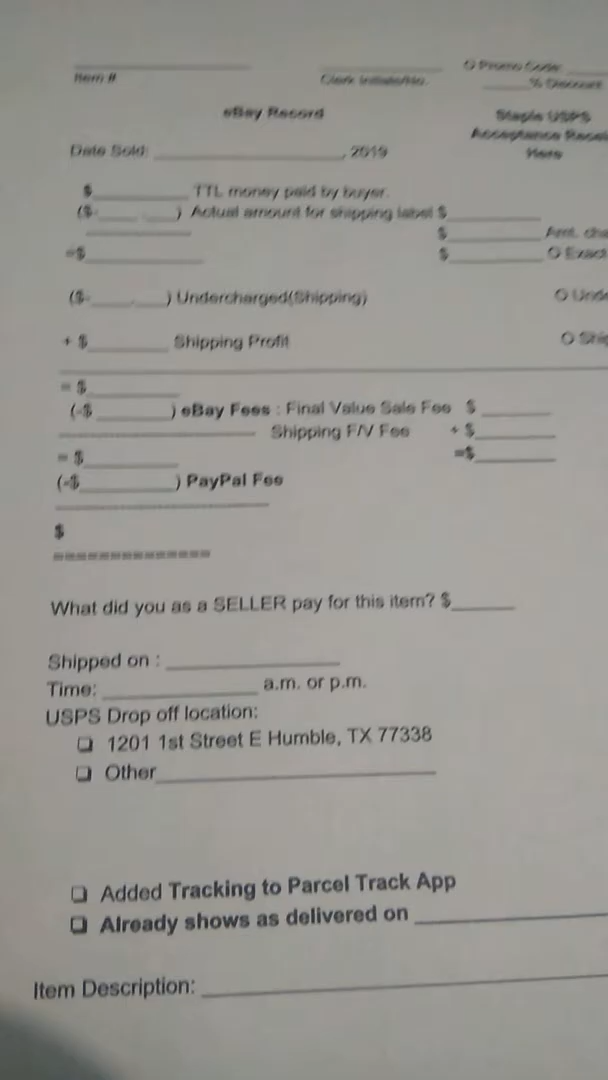 Item # Clerk Initials/No. O Promo Code:
% Discount
eBay Record Staple USPS
Acceptance
Here
Date Sold: , 2019
$ TTL money paid by buyer.
($- . ) Actual amount for shipping label $
$ Amt.
=$ $ O Exact
($- . ) Undercharged(Shipping) O
+ $ Shipping Profit O
= $
(-$ ) eBay Fees : Final Value Sale Fee $
Shipping F/V Fee + $
= $ =$
(-$ ) PayPal Fee
$
==============
What did you as a SELLER pay for this item? $
Shipped on :
Time: a.m. or p.m.
USPS Drop off location:
❑ 1201 1st Street E Humble, TX 77338
❑ Other
❑ Added Tracking to Parcel Track App
❑ Already shows as delivered on
Item Description: